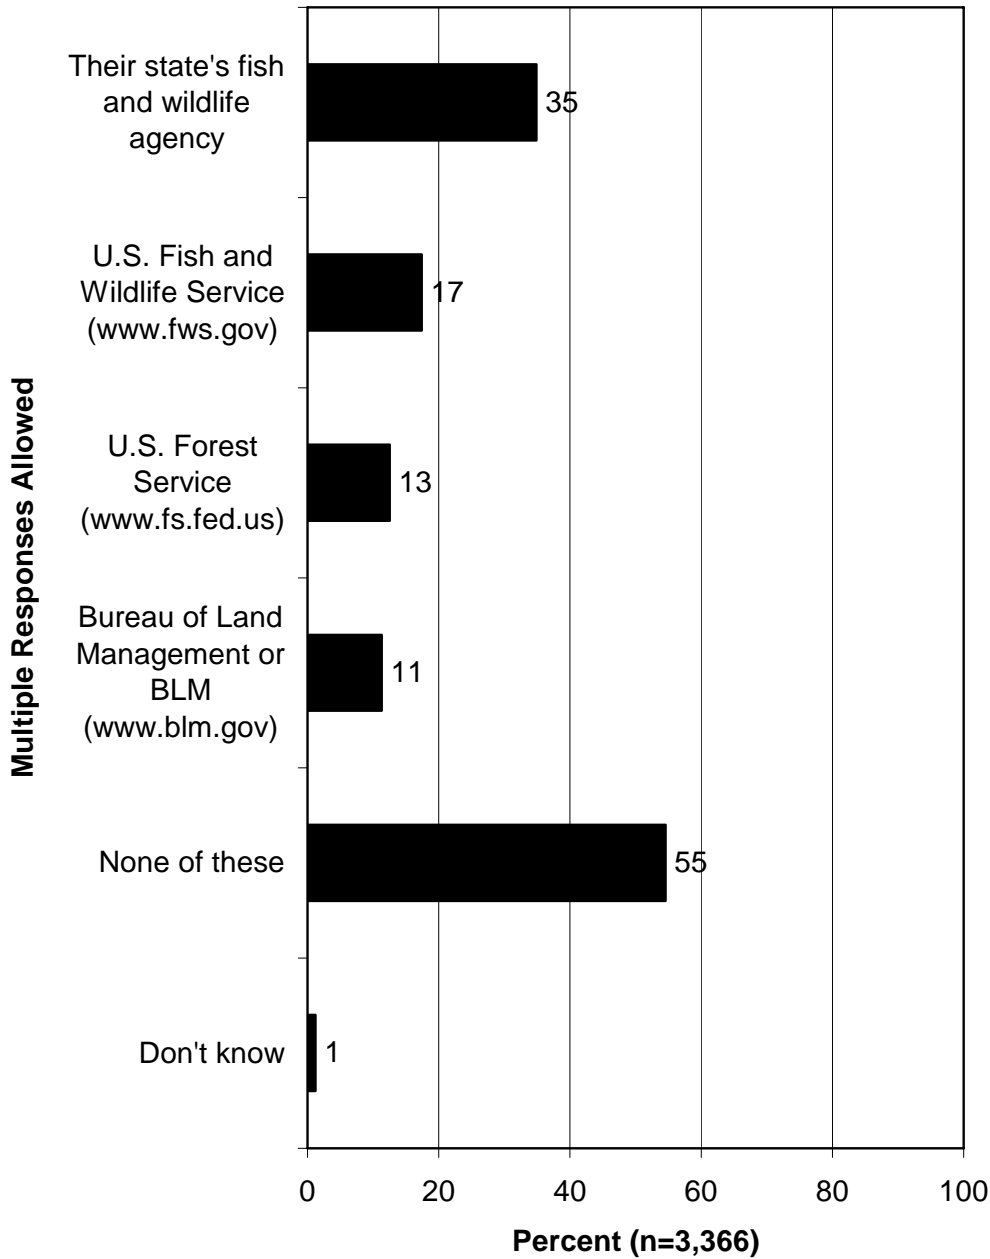 Multiple Responses Allowed
Their state's fish
and wildlife
agency
35
U.S. Fish and
Wildlife Service
(www.fws.gov)
17
U.S. Forest
Service
(www.fs.fed.us)
13
Bureau of Land
Management or
BLM
(www.blm.gov)
11
None of these
55
Don't know
1
0 20 40 60 80 100
Percent (n=3,366)